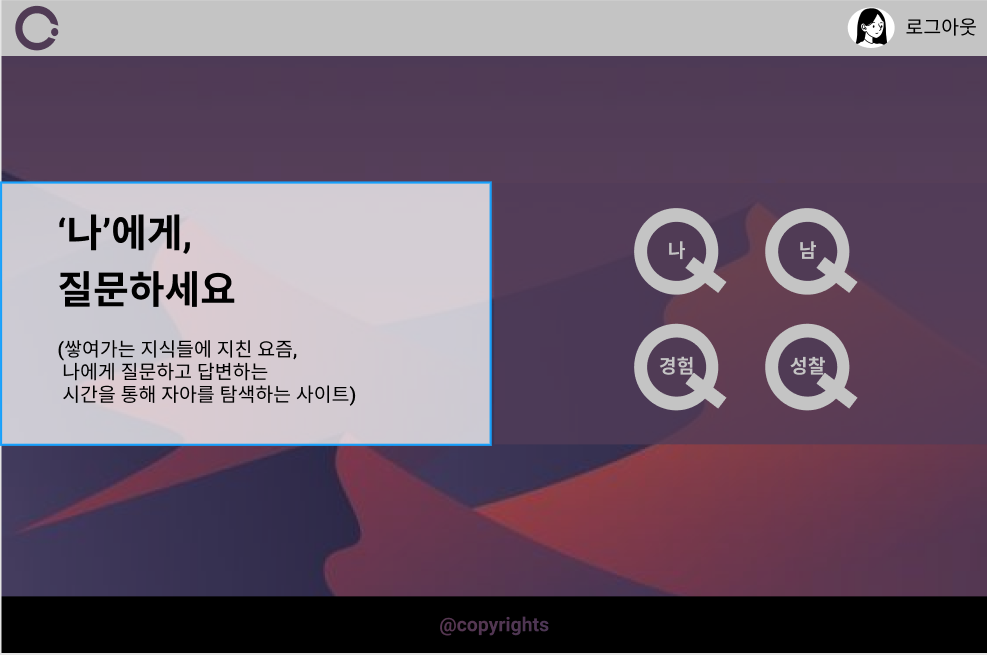 로그아웃
‘나’에게,
질문하세요
(쌓여가는 지식들에 지친 요즘,
나에게 질문하고 답변하는
시간을 통해 자아를 탐색하는 사이트)
나
남
경험
성찰
@copyrights